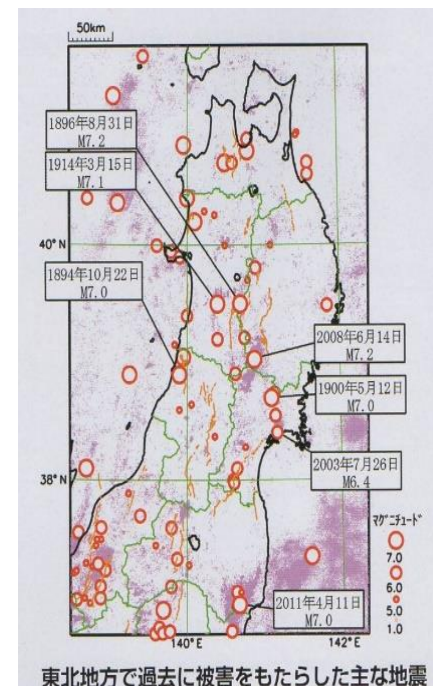 50km
1896年8月31日
M7.2
1914年3月15日
M7.1
40°N
1894年10月22日
M7.0
2008年6月14日
M7.2
1900年5月12日
M7.0
2003年7月26日
M6.4
38°N
ﾏｸﾞﾆﾁｭｰﾄﾞ
7.0
6.0
5.0
1.0
2011年4月11日
M7.0
140°E
142°E
東北地方で過去に被害をもたらした主な地震